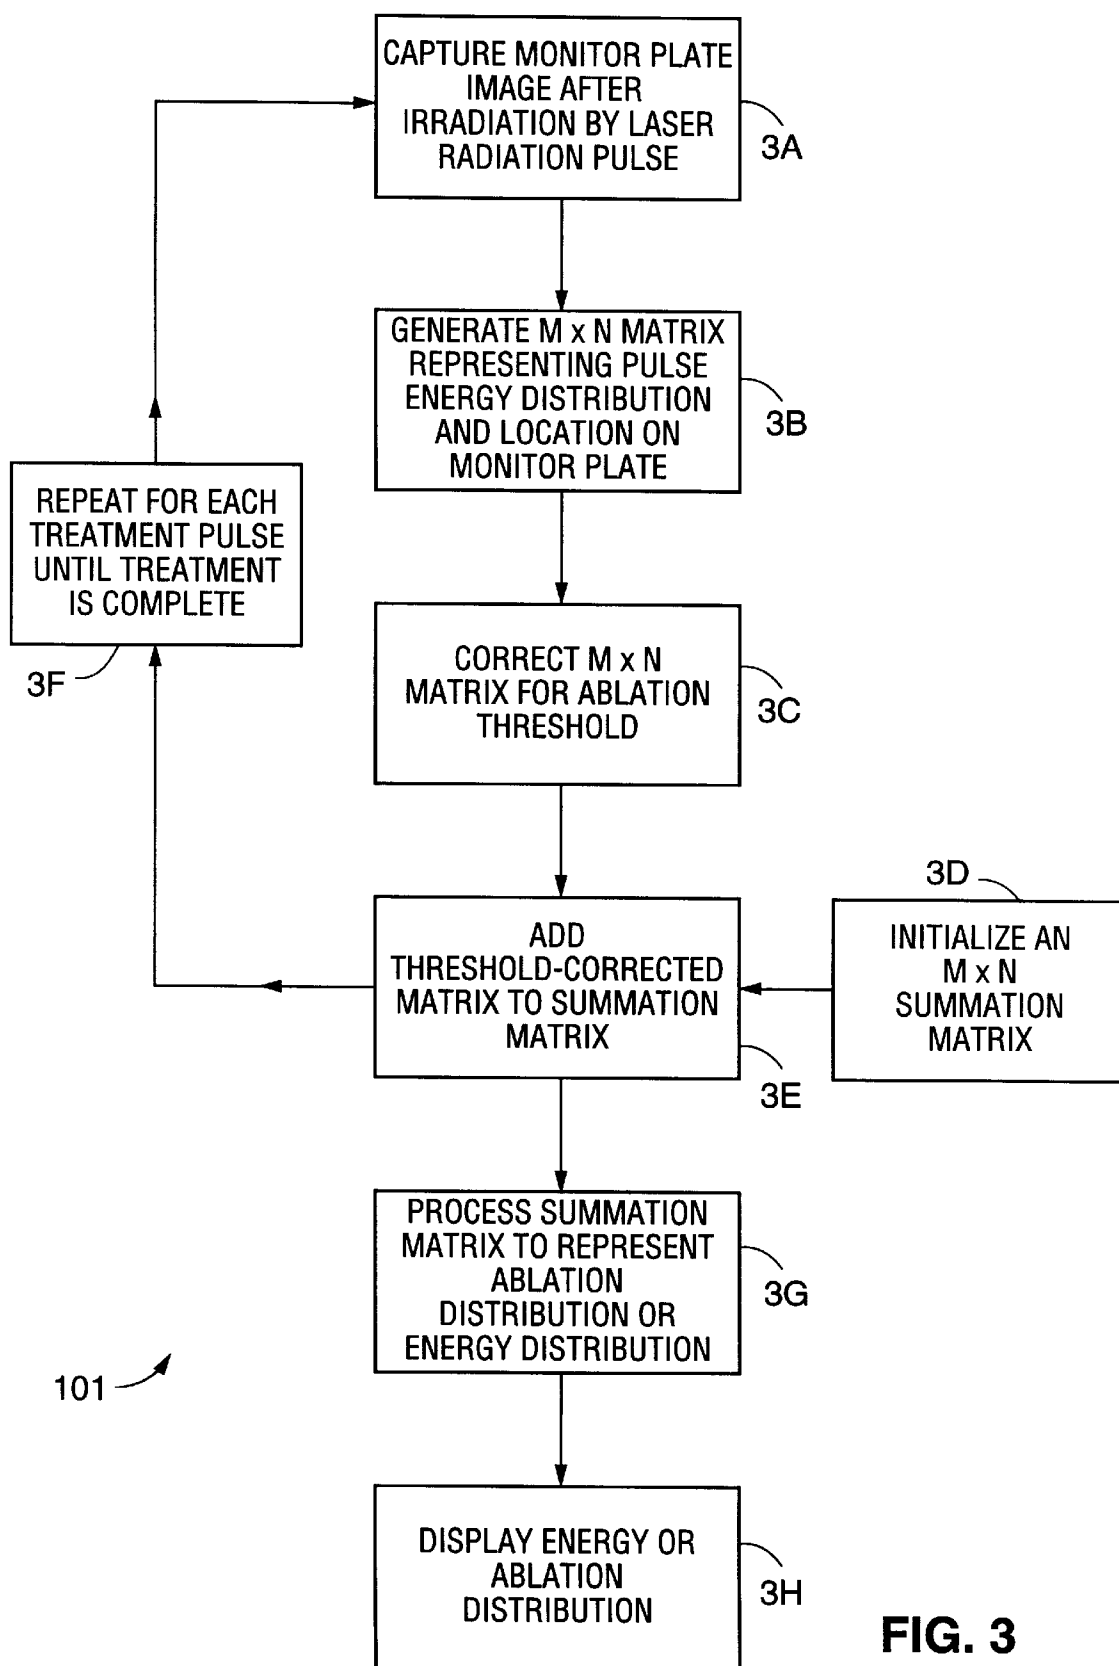 CAPTURE MONITOR PLATE
IMAGE AFTER
IRRADIATION BY LASER
RADIATION PULSE
3A
GENERATE M x N MATRIX
REPRESENTING PULSE
ENERGY DISTRIBUTION
AND LOCATION ON
MONITOR PLATE
3B
REPEAT FOR EACH
TREATMENT PULSE
UNTIL TREATMENT
IS COMPLETE
3F
CORRECT M x N
MATRIX FOR ABLATION
THRESHOLD
3C
3D
INITIALIZE AN
M x N
SUMMATION
MATRIX
ADD
THRESHOLD-CORRECTED
MATRIX TO SUMMATION
MATRIX
3E
PROCESS SUMMATION
MATRIX TO REPRESENT
ABLATION
DISTRIBUTION OR
ENERGY DISTRIBUTION
3G
101
DISPLAY ENERGY OR
ABLATION
DISTRIBUTION
3H
FIG. 3